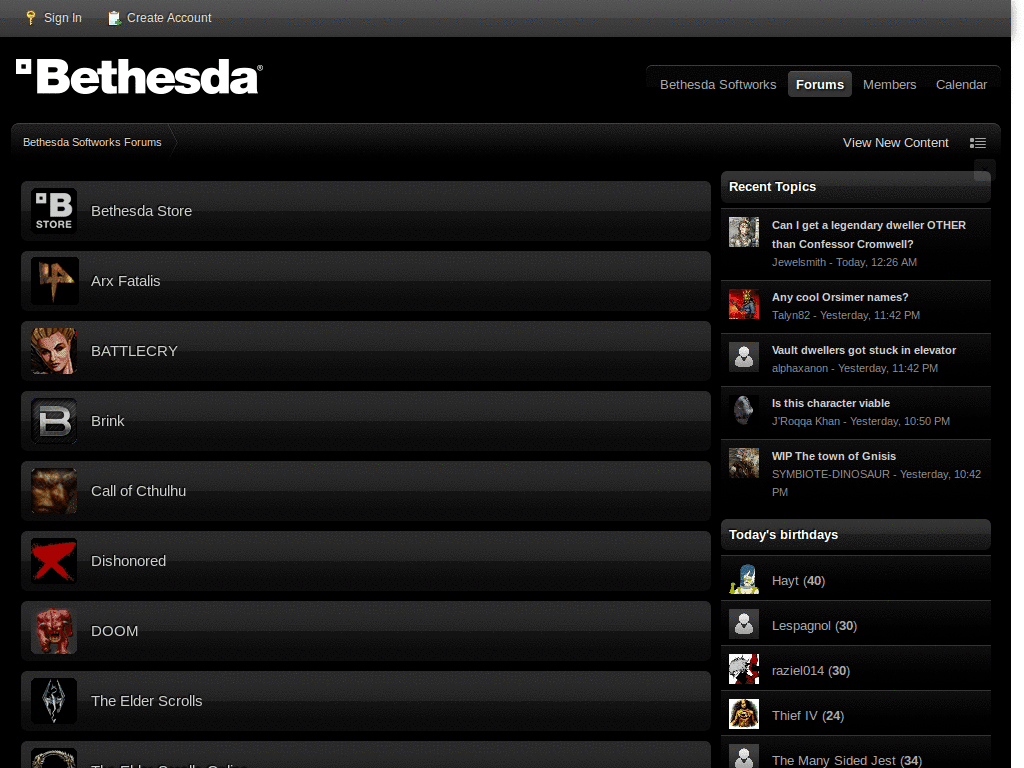 Sign In
Create Account
Bethesda®
Bethesda Softworks
Forums
Members
Calendar
Bethesda Softworks Forums
View New Content
B
STORE
Bethesda Store
Arx Fatalis
BATTLECRY
B
Brink
Call of Cthulhu
Dishonored
DOOM
The Elder Scrolls
The Elder Scrolls Online
Recent Topics
Can I get a legendary dweller OTHER
than Confessor Cromwell?
Jewelsmith - Today, 12:26 AM
Any cool Orsimer names?
Talyn82 - Yesterday, 11:42 PM
Vault dwellers got stuck in elevator
alphaxanon - Yesterday, 11:42 PM
Is this character viable
J'Roqqa Khan - Yesterday, 10:50 PM
WIP The town of Gnisis
SYMBIOTE-DINOSAUR - Yesterday, 10:42
PM
Today's birthdays
Hayt (40)
Lespagnol (30)
raziel014 (30)
Thief IV (24)
The Many Sided Jest (34)